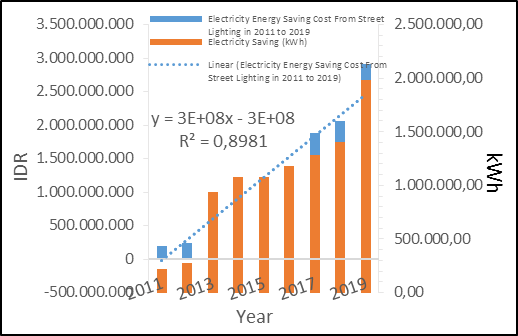 Electricity Energy Saving Cost From Street
Lighting in 2011 to 2019
Electricity Saving (kWh)
Linear (Electricity Energy Saving Cost From
Street Lighting in 2011 to 2019)
y = 3E+08x - 3E+08
R² = 0,8981
IDR
3.500.000.000
3.000.000.000
2.500.000.000
2.000.000.000
1.500.000.000
1.000.000.000
500.000.000
0
-500.000.000
2.500.000,00
2.000.000,00
1.500.000,00
1.000.000,00
500.000,00
0,00
kWh
2011
2013
2015
2017
2019
Year